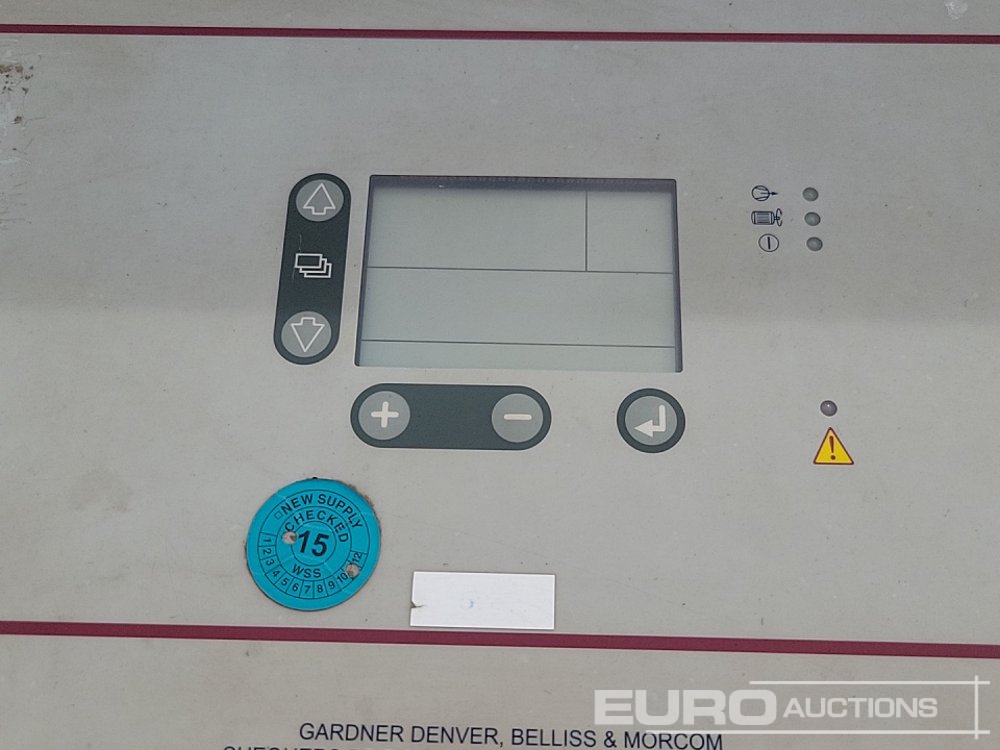 NEW SUPPLY
CHECKED
15
WSS
1 2 3 4 5 6 7 8 9 10 12
GARDNER DENVER, BELLISS & MORCOM
EURO AUCTIONS